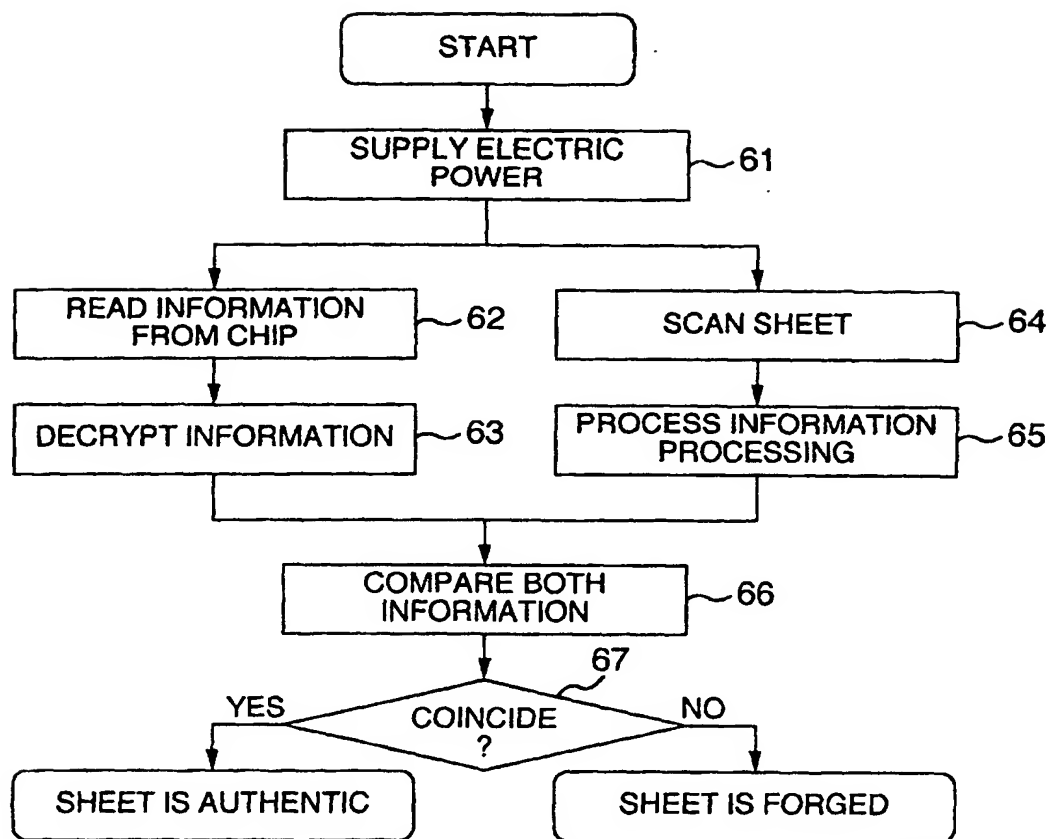 START
SUPPLY ELECTRIC
POWER
61
READ INFORMATION
FROM CHIP
62
SCAN SHEET
64
DECRYPT INFORMATION
63
PROCESS INFORMATION
PROCESSING
65
COMPARE BOTH
INFORMATION
66
67
YES
COINCIDE
?
NO
SHEET IS AUTHENTIC
SHEET IS FORGED